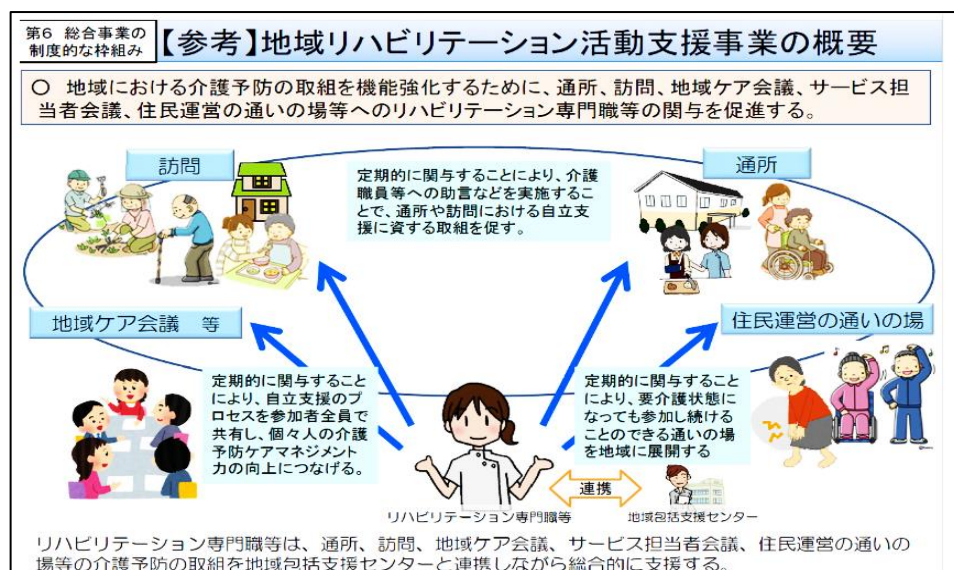 第6 総合事業の
制度的な枠組み
【参考】地域リハビリテーション活動支援事業の概要
○ 地域における介護予防の取組を機能強化するために、通所、訪問、地域ケア会議、サービス担
当者会議、住民運営の通いの場等へのリハビリテーション専門職等の関与を促進する。
訪問
通所
定期的に関与することにより、介護
職員等への助言などを実施するこ
とで、通所や訪問における自立支
援に資する取組を促す。
地域ケア会議 等
住民運営の通いの場
定期的に関与すること
により、自立支援のプ
ロセスを参加者全員で
共有し、個々人の介護
予防ケアマネジメント
力の向上につなげる。
定期的に関与すること
により、要介護状態に
なっても参加し続ける
ことのできる通いの場
を地域に展開する
連携
リハビリテーション専門職等
地域包括支援センター
リハビリテーション専門職等は、通所、訪問、地域ケア会議、サービス担当者会議、住民運営の通いの
場等の介護予防の取組を地域包括支援センターと連携しながら総合的に支援する。